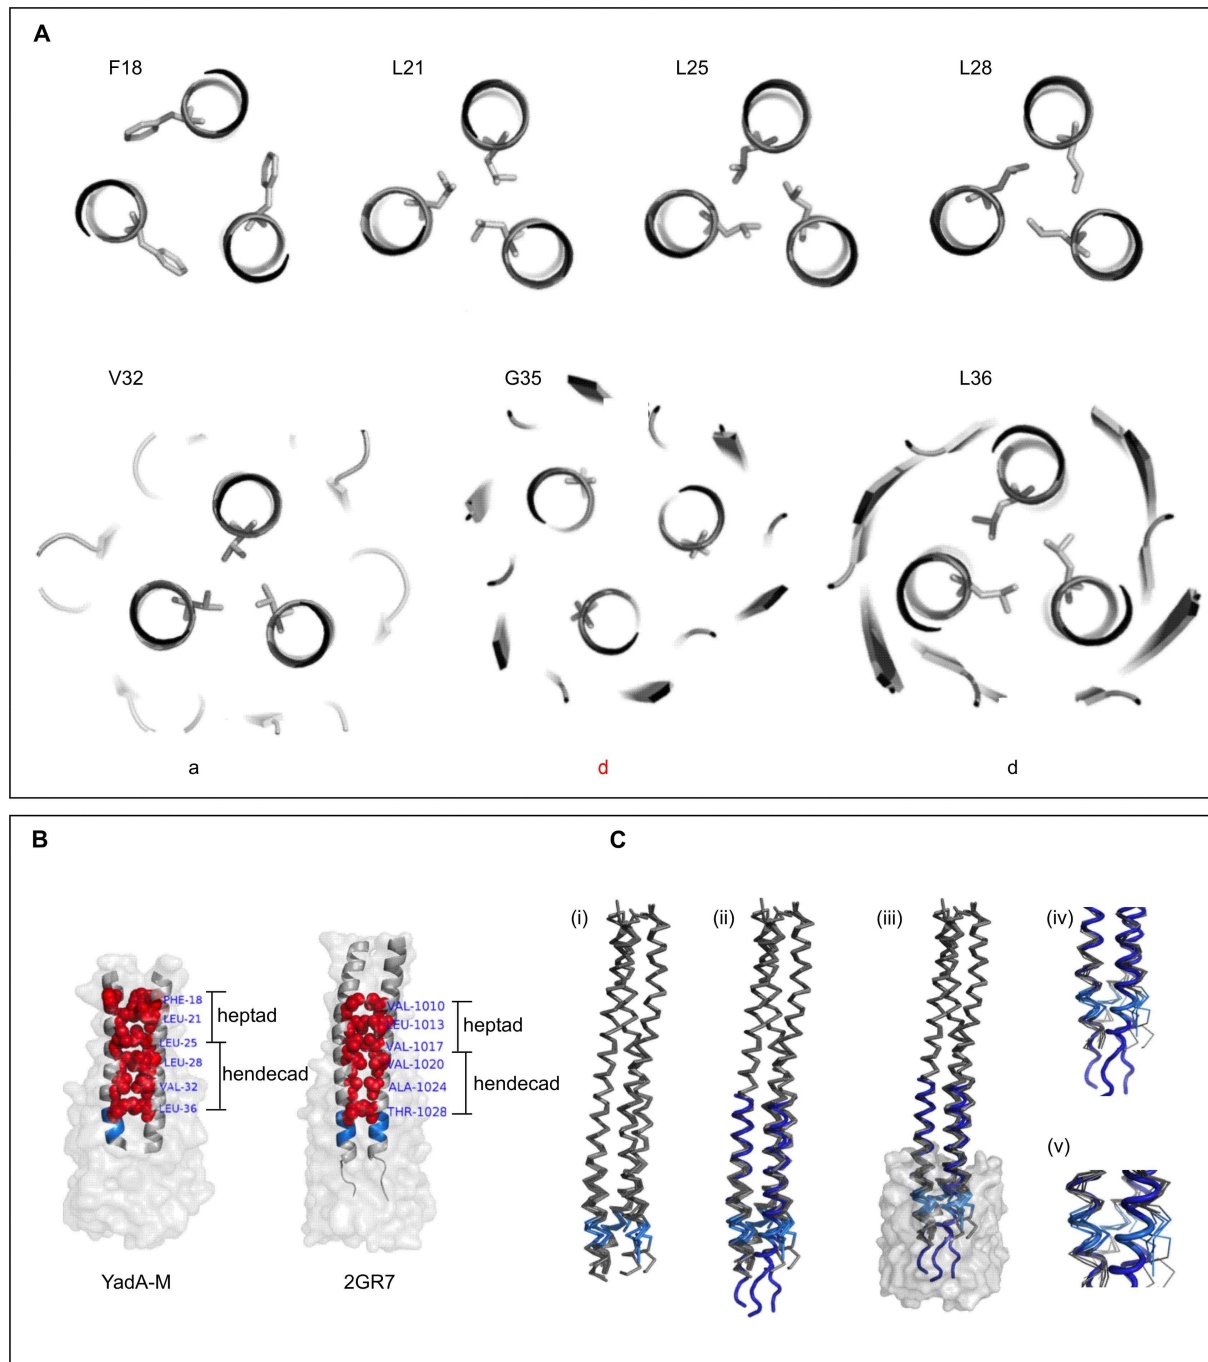 A
F18
L21
L25
L28
V32
G35
L36
a
d
d
B
PHE-18
LEU-21
LEU-25
LEU-28
VAL-32
LEU-36
heptad
hendecad
YadA-M
VAL-1010
LEU-1013
VAL-1017
VAL-1020
ALA-1024
THR-1028
heptad
hendecad
2GR7
C
(i)
(ii)
(iii)
(iv)
(v)